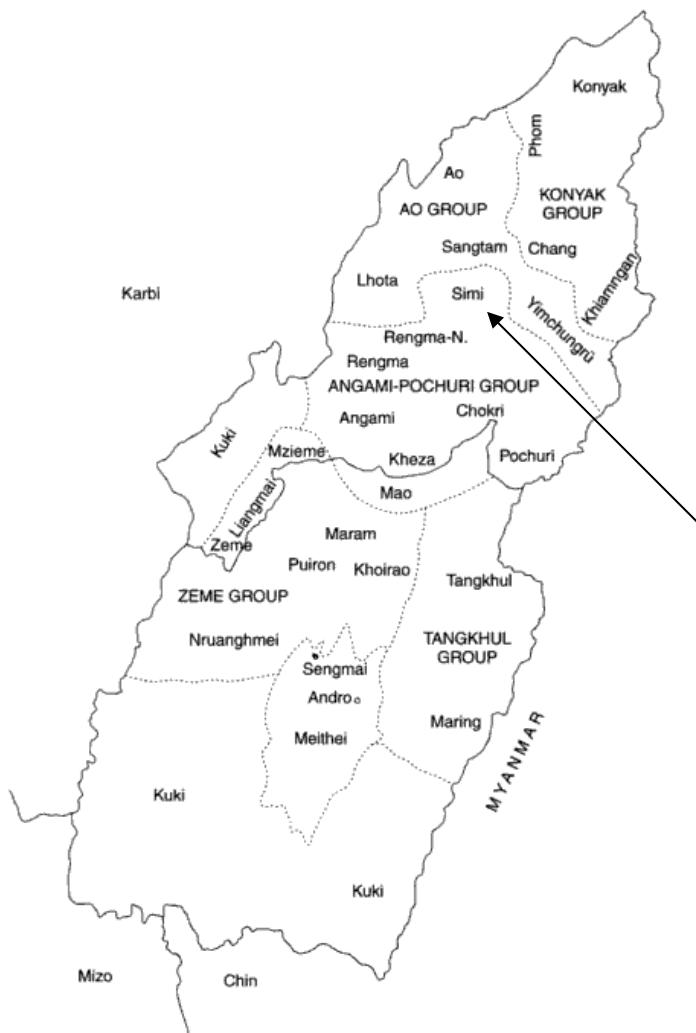 Konyak
Phom
Ao
AO GROUP
KONYAK
GROUP
Sangtam
Chang
Khiamngan
Lhota
Simi
Karbi
Yimchungrü
Rengma-N.
Rengma
ANGAMI-POCHURI GROUP
Angami
Chokri
Kuki
Mzieme
Kheza
Pochuri
Liangmai
Mao
Zeme
Maram
Puiron
Khoirao
Tangkhul
ZEME GROUP
Nruanghmei
TANGKHUL
GROUP
Sengmai
Andro
Maring
Meithei
MYANMAR
Kuki
Kuki
Mizo
Chin